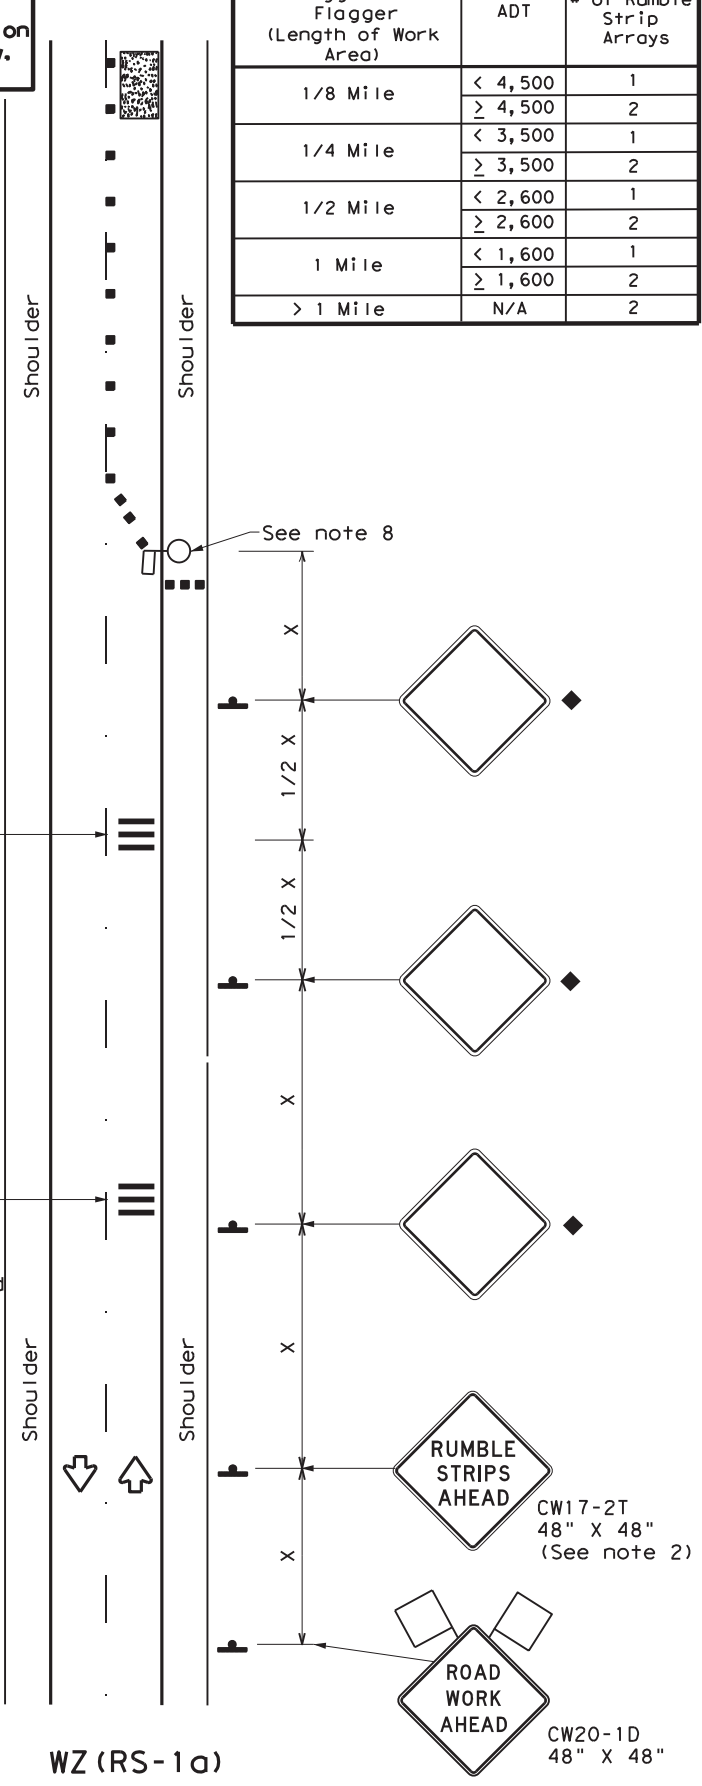 on
Flagger
(Length of Work
Area)
ADT
# of Rumble
Strip
Arrays
1/8 Mile
< 4,500
1
≥ 4,500
2
1/4 Mile
< 3,500
1
≥ 3,500
2
1/2 Mile
< 2,600
1
≥ 2,600
2
1 Mile
< 1,600
1
≥ 1,600
2
> 1 Mile
N/A
2
Shoulder
Shoulder
See note 8
X
1/2 X
1/2 X
X
X
Shoulder
Shoulder
RUMBLE
STRIPS
AHEAD
CW17-2T
48" X 48"
(See note 2)
X
ROAD
WORK
AHEAD
CW20-1D
48" X 48"
WZ(RS-1a)